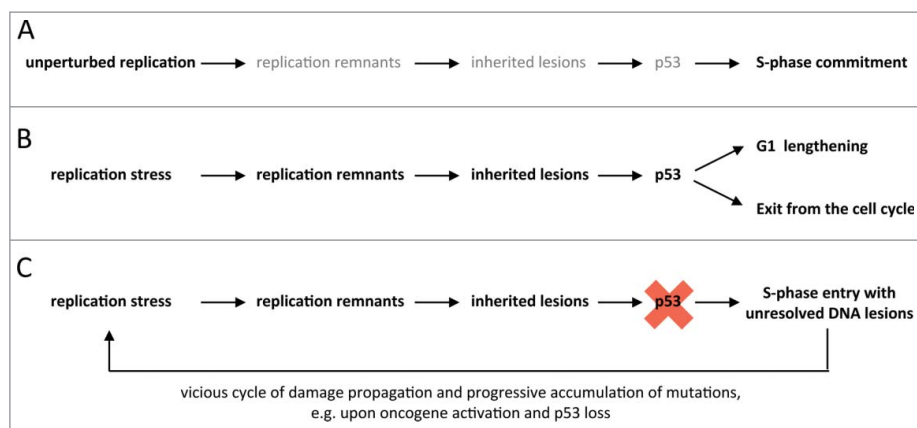 A
unperturbed replication replication remnants inherited lesions p53 S-phase commitment
B
G1 lengthening
replication stress replication remnants inherited lesions p53
Exit from the cell cycle
C
replication stress replication remnants inherited lesions p53 S-phase entry with
unresolved DNA lesions
vicious cycle of damage propagation and progressive accumulation of mutations,
e.g. upon oncogene activation and p53 loss